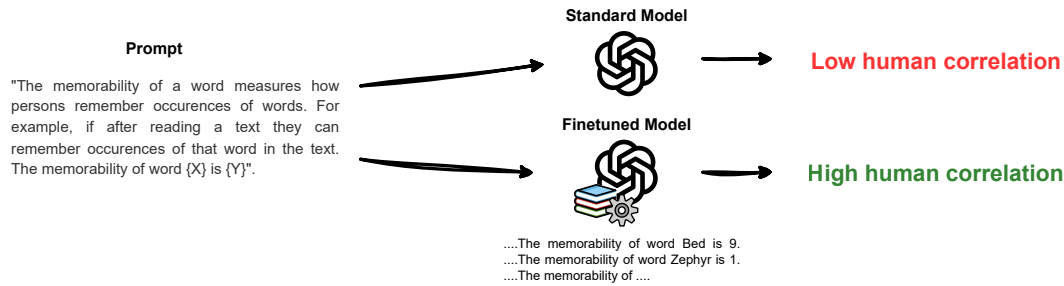 Prompt
"The memorability of a word measures how
persons remember occurences of words. For
example, if after reading a text they can
remember occurences of that word in the text.
The memorability of word {X} is {Y}".
Standard Model
Low human correlation
Finetuned Model
High human correlation
....The memorability of word Bed is 9.
....The memorability of word Zephyr is 1.
....The memorability of ....